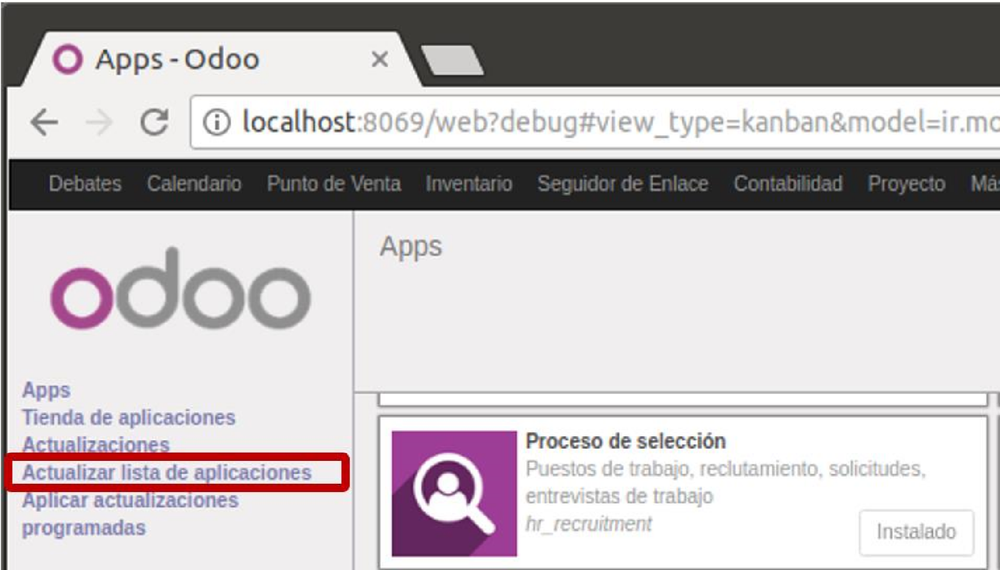 Apps - Odoo
localhost:8069/web?debug#view_type=kanban&model=ir.mo
Debates Calendario Punto de Venta Inventario Seguidor de Enlace Contabilidad Proyecto Más
odoo
Apps
Apps
Tienda de aplicaciones
Actualizaciones
Actualizar lista de aplicaciones
Aplicar actualizaciones
programadas
Proceso de selección
Puestos de trabajo, reclutamiento, solicitudes,
entrevistas de trabajo
hr_recruitment
Instalado